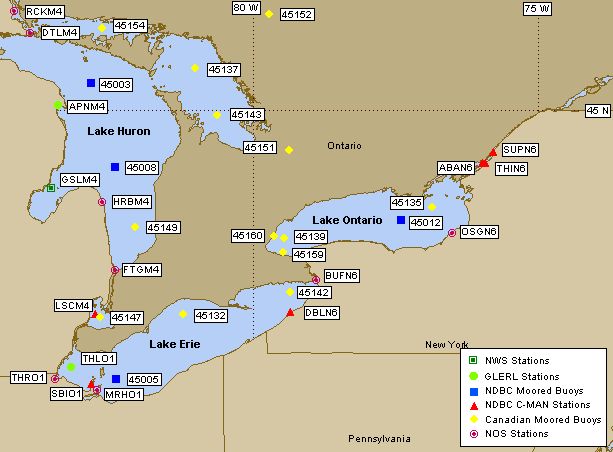 RCKM4
80 W
45152
75 W
45154
DTLM4
45137
45003
APNM4
45143
45 N
Lake Huron
45151
Ontario
SUPN6
ABAN6
THIN6
45008
GSLM4
HRBM4
45135
Lake Ontario
45012
45149
45160
45139
OSGN6
45159
FTGM4
BUFN6
45142
LSCM4
45147
45132
DBLN6
Lake Erie
New York
THLO1
THRO1
45005
SBIO1
MRHO1
Pennsylvania
NWS Stations
GLERL Stations
NDBC Moored Buoys
NDBC C-MAN Stations
Canadian Moored Buoys
NOS Stations